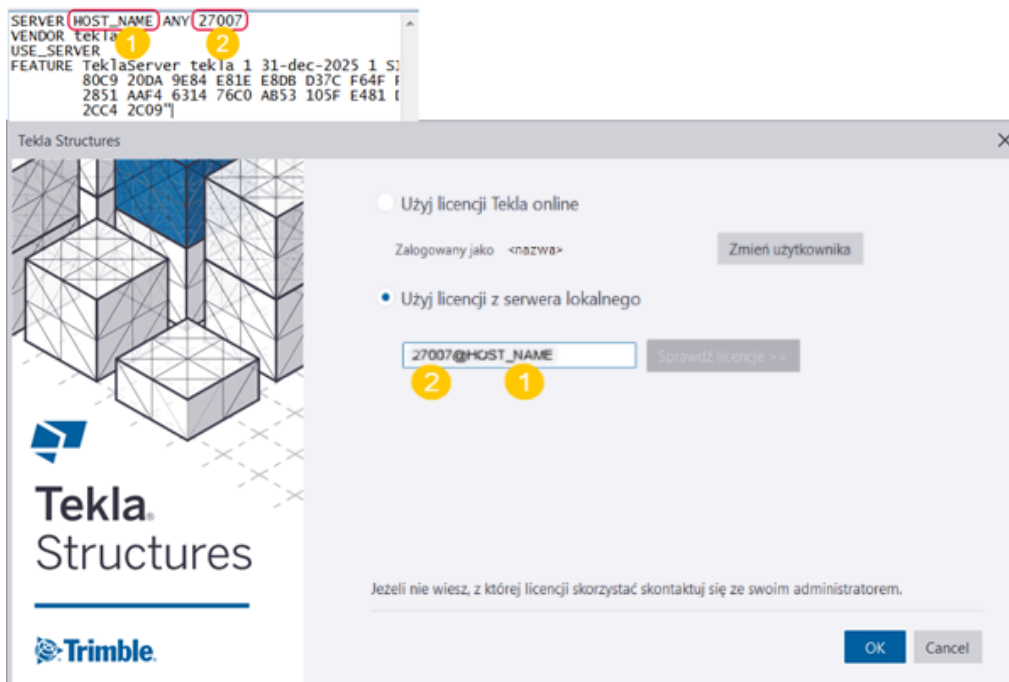 SERVER HOST_NAME ANY 27007
VENDOR tekla
1
2
USE_SERVER
FEATURE TeklaServer tekla 1 31-dec-2025 1
80C9 20DA 9E84 E81E E8DB D37C F64F
2851 AAF4 6314 76C0 AB53 105F E481
2CC4 2C09"
Tekla Structures
Użyj licencji Tekla online
Zalogowany jako <nazwa>
Zmień użytkownika
Użyj licencji z serwera lokalnego
27007@HOST_NAME
Sprawdź licencje >>
2
1
Tekla®
Structures
Jeżeli nie wiesz, z której licencji skorzystać skontaktuj się ze swoim administratorem.
Trimble.
OK
Cancel